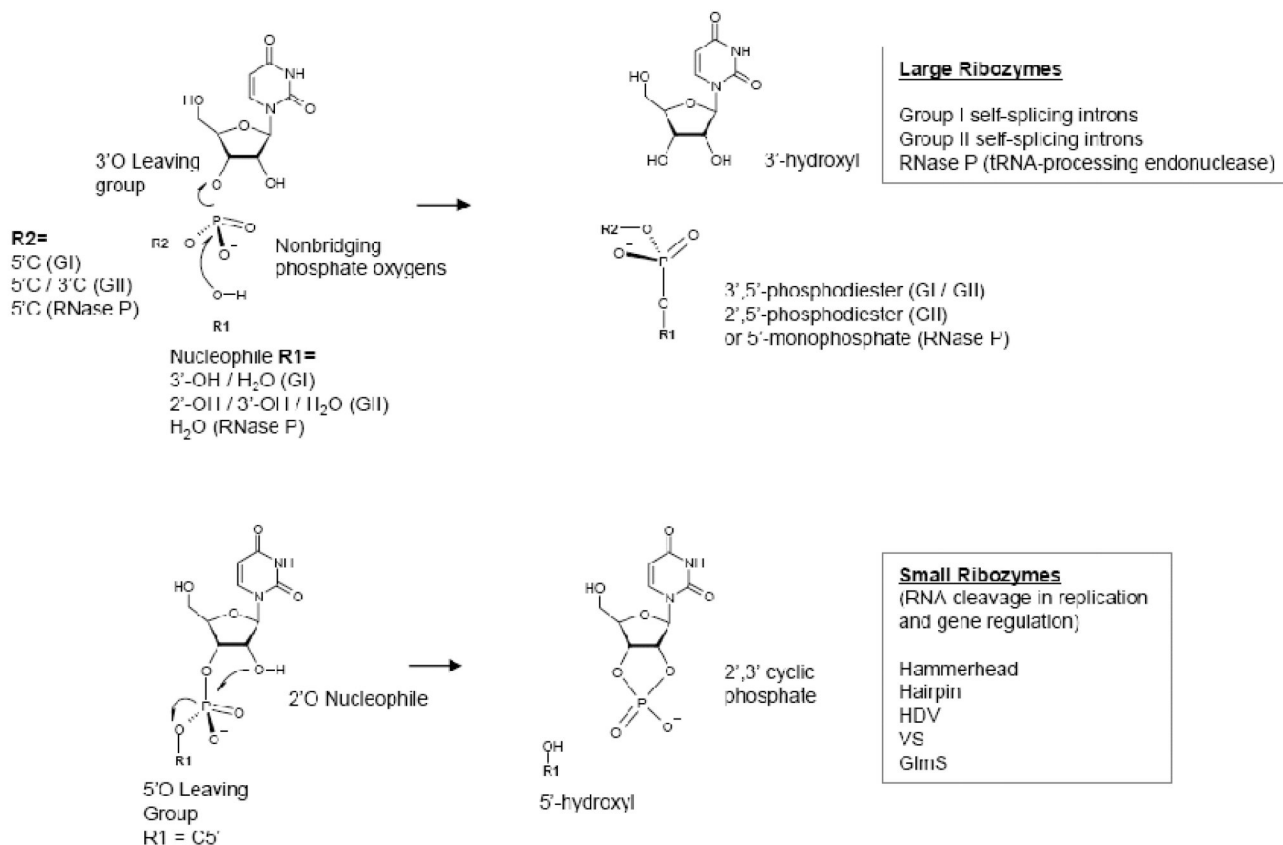 O
NH
HO
N
O
O
3'O Leaving
group
O
OH
P
O
R2
O
O
−
Nonbridging
phosphate oxygens
O—H
R1
R2=
5'C (GI)
5'C / 3'C (GII)
5'C (RNase P)
Nucleophile R1=
3'-OH / H₂O (GI)
2'-OH / 3'-OH / H₂O (GII)
H₂O (RNase P)
O
NH
HO
N
O
O
HO
OH
3'-hydroxyl
R2
O
O
−
P
O
O
R1
3',5'-phosphodiester (GI / GII)
2',5'-phosphodiester (GII)
or 5'-monophosphate (RNase P)
Large Ribozymes
Group I self-splicing introns
Group II self-splicing introns
RNase P (tRNA-processing endonuclease)
O
NH
HO
N
O
O
O
O—H
2'O Nucleophile
P
O
O
O
−
R1
5'O Leaving
Group
R1 = C5'
O
NH
HO
N
O
O
O
O
P
O
O
−
2',3' cyclic
phosphate
OH
R1
5'-hydroxyl
Small Ribozymes
(RNA cleavage in replication
and gene regulation)
Hammerhead
Hairpin
HDV
VS
GlmS